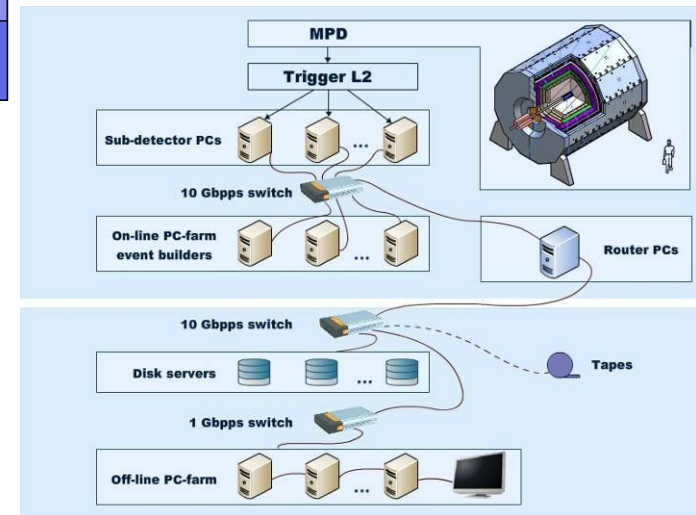 MPD
Trigger L2
Sub-detector PCs
...
10 Gbpps switch
On-line PC-farm
event builders
...
Router PCs
10 Gbpps switch
Tapes
Disk servers
...
1 Gbpps switch
Off-line PC-farm
...